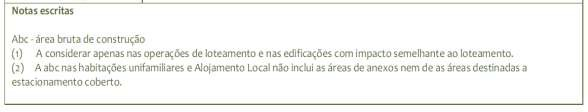 Notas escritas
Abc - área bruta de construção
(1) A considerar apenas nas operações de loteamento e nas edificações com impacto semelhante ao loteamento.
(2) A abc nas habitações unifamiliares e Alojamento Local não inclui as áreas de anexos nem de as áreas destinadas a
estacionamento coberto.